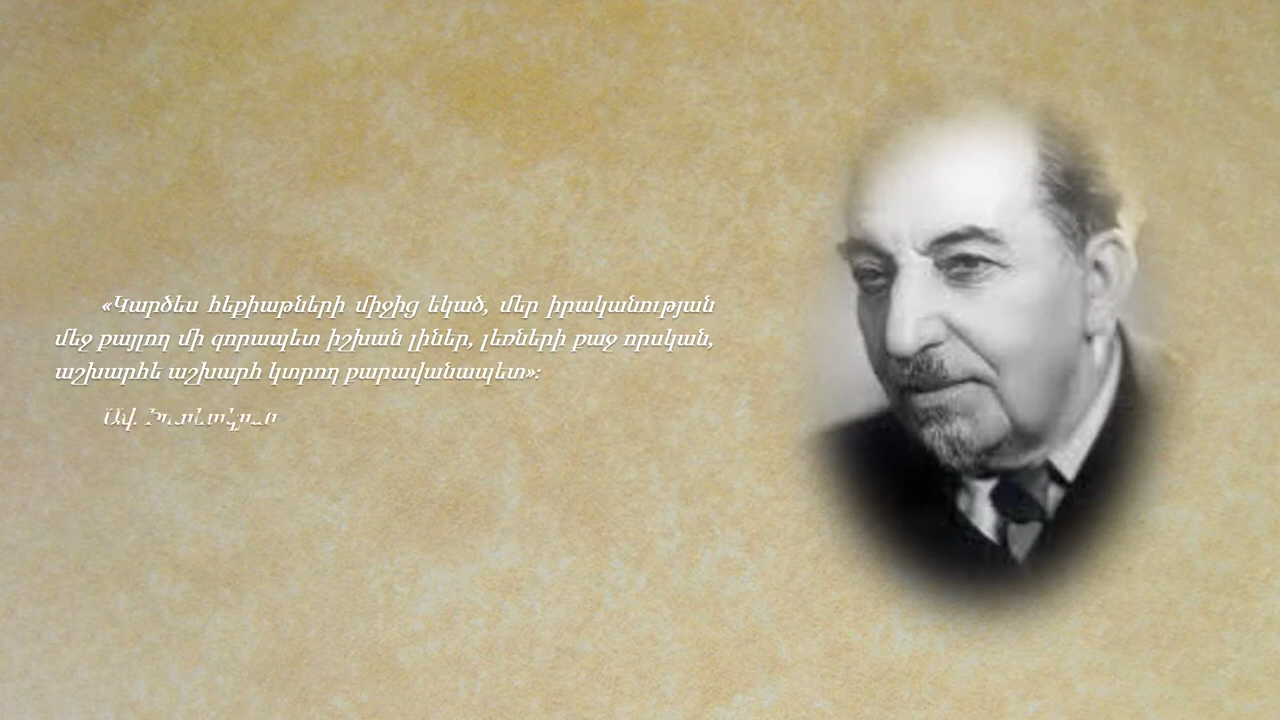 «Կարծես հեքիաթների միջից եկած, մեր իրականության
մեջ քայլող մի զորապետ իշխան լիներ, լեռների քաջ որսկան,
աշխարհե աշխարհ կտրող քարավանապետ»:
Ավ.